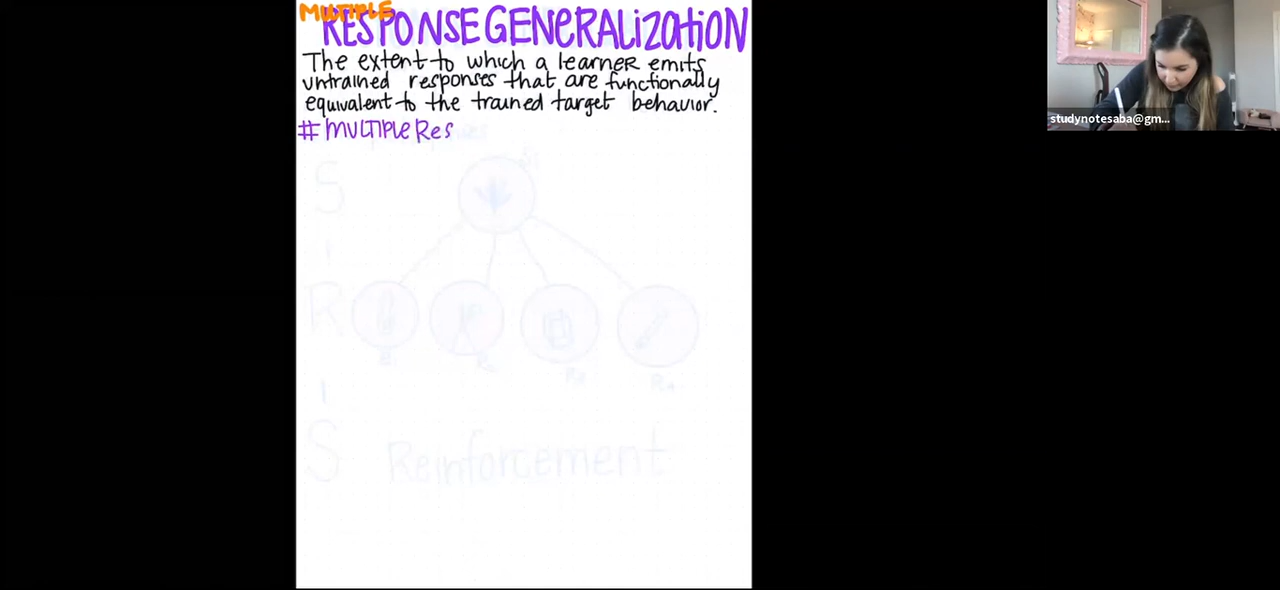 MULTIPLE
RESPONSE GENERALIZATION
The extent to which a learner emits
untrained responses that are functionally
equivalent to the trained target behavior.
#MULTIPLE Res
S
R
S Reinforcement
studynotesaba@gm...